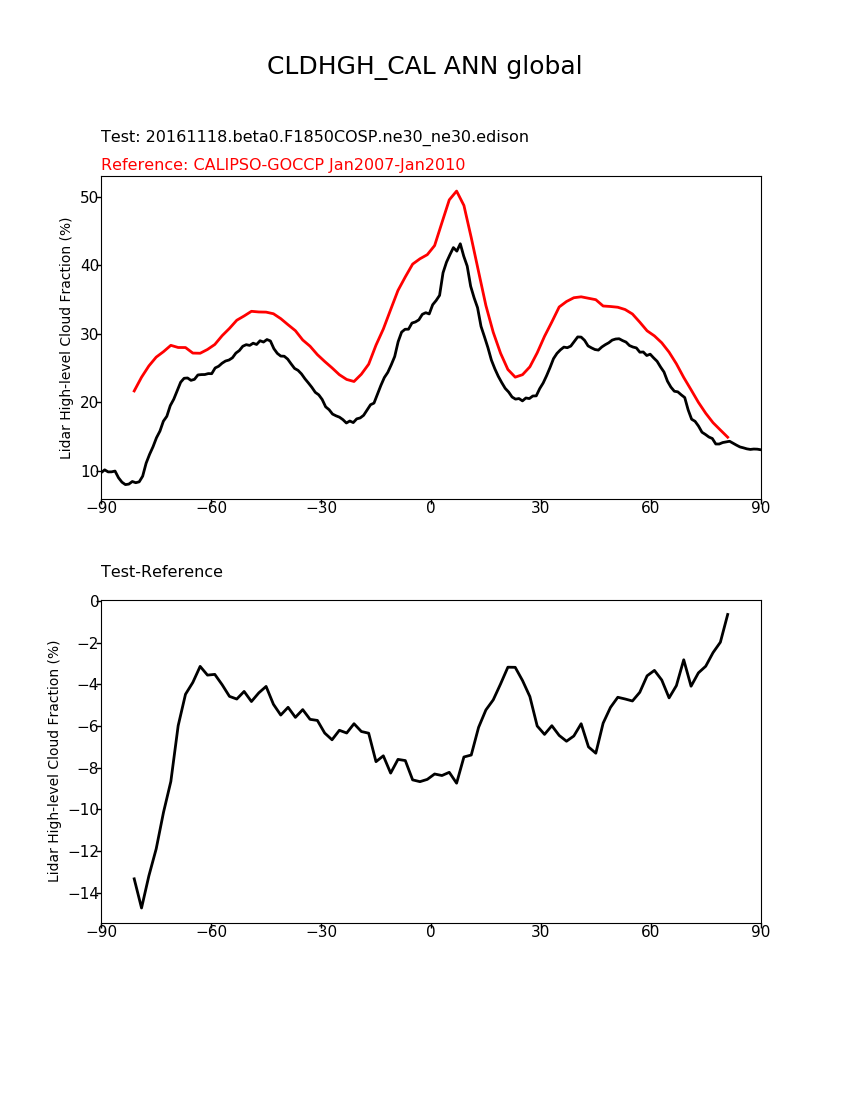 CLDHGH_CAL ANN global
Test: 20161118.beta0.F1850COSP.ne30_ne30.edison
Reference: CALIPSO-GOCCP Jan2007-Jan2010
Lidar High-level Cloud Fraction (%)
50
40
30
20
10
−90 −60 −30 0 30 60 90
Test-Reference
Lidar High-level Cloud Fraction (%)
0
−2
−4
−6
−8
−10
−12
−14
−90 −60 −30 0 30 60 90